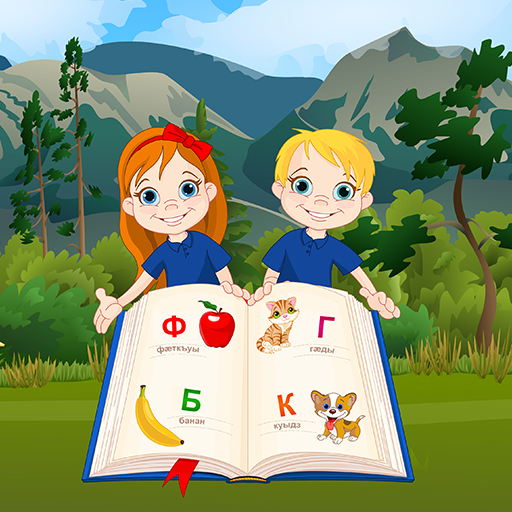 Ф
фæткъуы
Б
банан
Г
гæды
К
куыдз